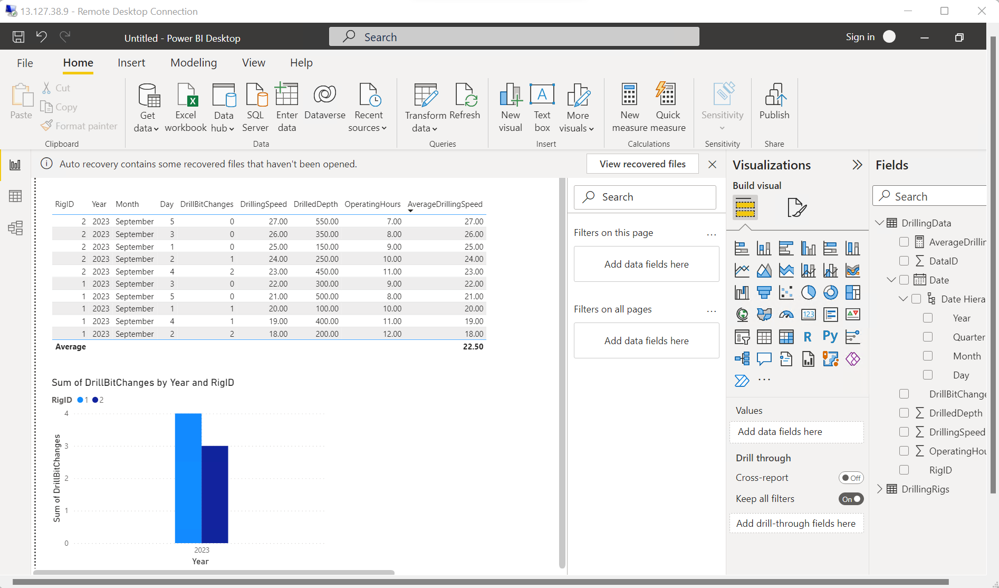 13.127.38.9 - Remote Desktop Connection
Untitled - Power BI Desktop
Search
Sign in
File Home Insert Modeling View Help
Paste
Cut
Copy
Format painter
Clipboard
Get data
Excel workbook
Data hub
SQL Server
Enter data
Dataverse
Recent sources
Data
Transform data
Refresh
Queries
New visual
Text box
More visuals
Insert
New measure
Quick measure
Calculations
Sensitivity
Sensitivity
Publish
Share
Auto recovery contains some recovered files that haven't been opened.
View recovered files
RigID Year Month Day DrillBitChanges DrillingSpeed DrilledDepth OperatingHours AverageDrillingSpeed
2 2023 September 5 0 27.00 550.00 7.00 27.00
2 2023 September 3 0 26.00 350.00 8.00 26.00
2 2023 September 1 0 25.00 150.00 9.00 25.00
2 2023 September 2 1 24.00 250.00 10.00 24.00
2 2023 September 4 2 23.00 450.00 11.00 23.00
1 2023 September 3 0 22.00 300.00 9.00 22.00
1 2023 September 5 0 21.00 500.00 8.00 21.00
1 2023 September 1 1 20.00 100.00 10.00 20.00
1 2023 September 4 1 19.00 400.00 11.00 19.00
1 2023 September 2 2 18.00 200.00 12.00 18.00
Average 22.50
Sum of DrillBitChanges by Year and RigID
RigID 1 2
Sum of DrillBitChanges
4
3
2
1
0
2023
Year
Search
Filters on this page
...
Add data fields here
Filters on all pages
...
Add data fields here
Visualizations
Build visual
123
R
Py
...
Values
Add data fields here
Drill through
Cross-report
Off
Keep all filters
On
Add drill-through fields here
Fields
Search
DrillingData
AverageDrillin
DataID
Date
Date Hiera
Year
Quarter
Month
Day
DrillBitChange
DrilledDepth
DrillingSpeed
OperatingHou
RigID
DrillingRigs